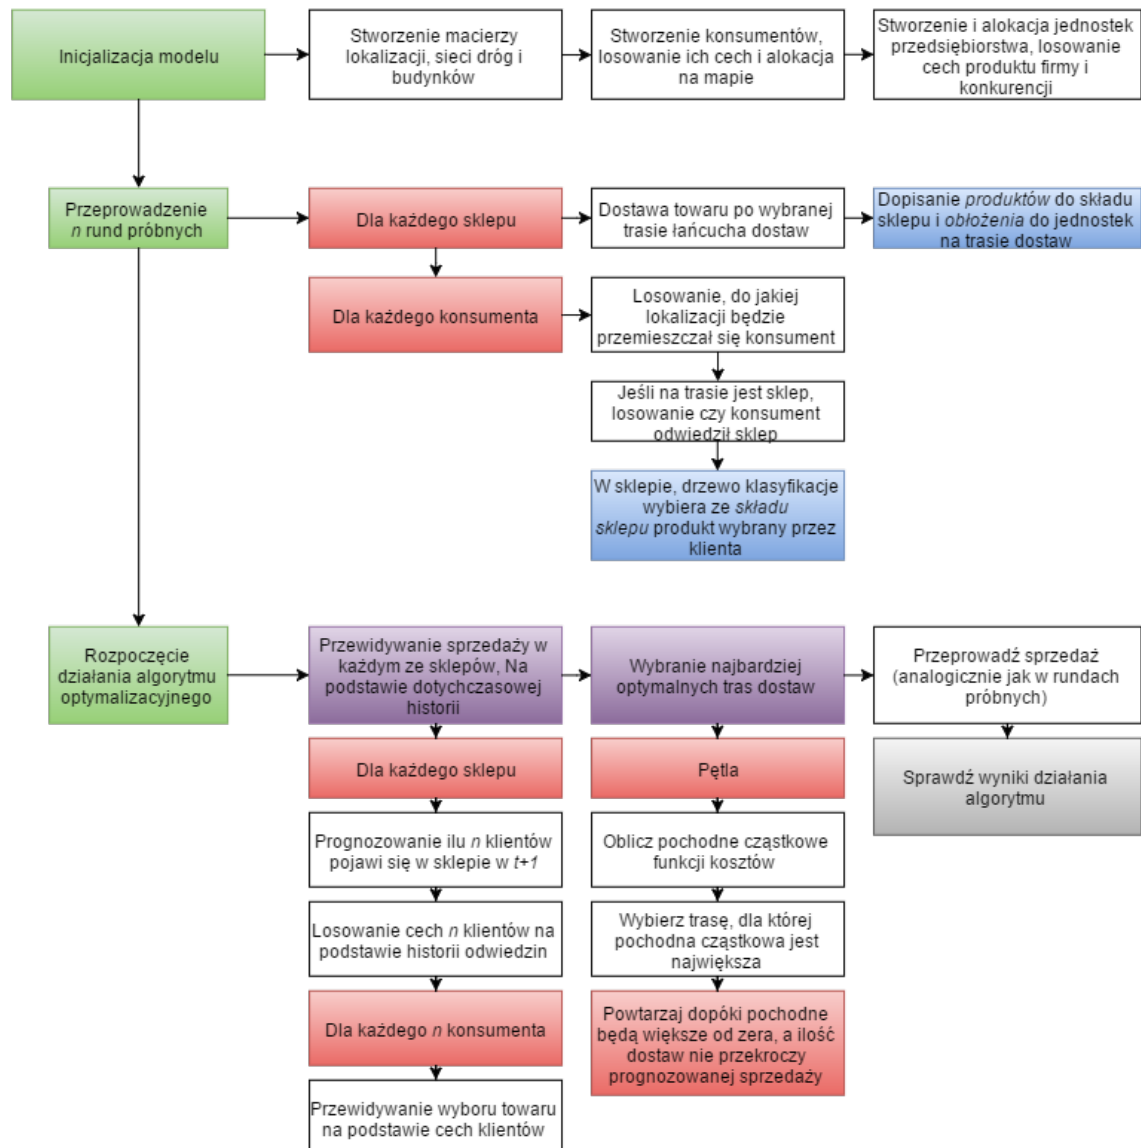 Inicjalizacja modelu
Stworzenie macierzy
lokalizacji, sieci dróg i
budynków
Stworzenie konsumentów,
losowanie ich cech i alokacja
na mapie
Stworzenie i alokacja jednostek
przedsiębiorstwa, losowanie
cech produktu firmy i
konkurencji
Przeprowadzenie
n rund próbnych
Dla każdego sklepu
Dostawa towaru po wybranej
trasie łańcucha dostaw
Dopisanie produktów do składu
sklepu i obłożenia do jednostek
na trasie dostaw
Dla każdego konsumenta
Losowanie, do jakiej
lokalizacji będzie
przemieszczał się konsument
Jeśli na trasie jest sklep,
losowanie czy konsument
odwiedził sklep
W sklepie, drzewo klasyfikacje
wybiera ze składu
sklepu produkt wybrany przez
klienta
Rozpoczęcie
działania algorytmu
optymalizacyjnego
Przewidywanie sprzedaży w
każdym ze sklepów, Na
podstawie dotychczasowej
historii
Wybranie najbardziej
optymalnych tras dostaw
Przeprowadź sprzedaż
(analogicznie jak w rundach
próbnych)
Dla każdego sklepu
Pętla
Sprawdź wyniki działania
algorytmu
Prognozowanie ilu n klientów
pojawi się w sklepie w t+1
Oblicz pochodne cząstkowe
funkcji kosztów
Losowanie cech n klientów na
podstawie historii odwiedzin
Wybierz trasę, dla której
pochodna cząstkowa jest
największa
Dla każdego n konsumenta
Powtarzaj dopóki pochodne
będą większe od zera, a ilość
dostaw nie przekroczy
prognozowanej sprzedaży
Przewidywanie wyboru towaru
na podstawie cech klientów